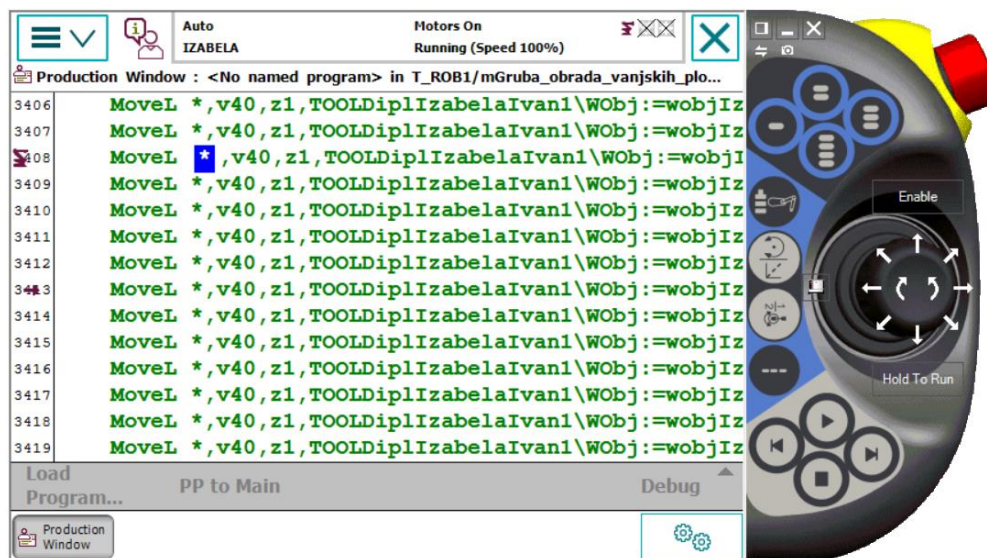 Auto
IZABELA
Motors On
Running (Speed 100%)
Production Window : <No named program> in T_ROB1/mGruba_obrada_vanjskih_plo...
3406 MoveL *,v40,z1,TOOLDiplIzabelaIvan1\WObj:=wobjIz
3407 MoveL *,v40,z1,TOOLDiplIzabelaIvan1\WObj:=wobjIz
408 MoveL * ,v40,z1,TOOLDiplIzabelaIvan1\WObj:=wobjI
3409 MoveL *,v40,z1,TOOLDiplIzabelaIvan1\WObj:=wobjIz
3410 MoveL *,v40,z1,TOOLDiplIzabelaIvan1\WObj:=wobjIz
3411 MoveL *,v40,z1,TOOLDiplIzabelaIvan1\WObj:=wobjIz
3412 MoveL *,v40,z1,TOOLDiplIzabelaIvan1\WObj:=wobjIz
3413 MoveL *,v40,z1,TOOLDiplIzabelaIvan1\WObj:=wobjIz
3414 MoveL *,v40,z1,TOOLDiplIzabelaIvan1\WObj:=wobjIz
3415 MoveL *,v40,z1,TOOLDiplIzabelaIvan1\WObj:=wobjIz
3416 MoveL *,v40,z1,TOOLDiplIzabelaIvan1\WObj:=wobjIz
3417 MoveL *,v40,z1,TOOLDiplIzabelaIvan1\WObj:=wobjIz
3418 MoveL *,v40,z1,TOOLDiplIzabelaIvan1\WObj:=wobjIz
3419 MoveL *,v40,z1,TOOLDiplIzabelaIvan1\WObj:=wobjIz
Load
Program...
PP to Main
Debug
Production
Window
Enable
Hold To Run